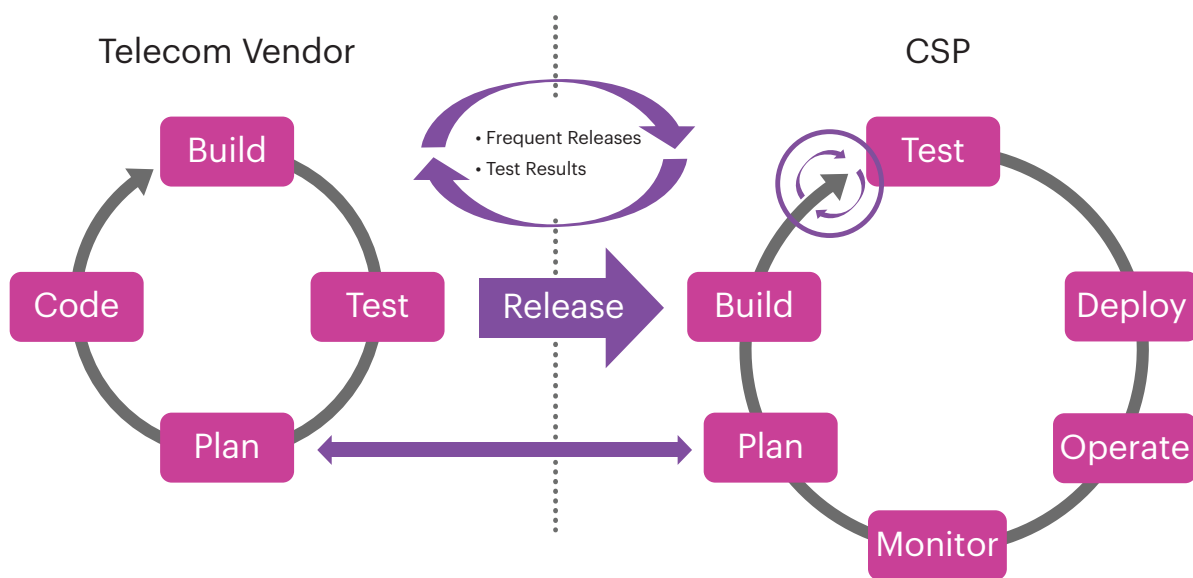 Telecom Vendor
CSP
Build
Code
Test
Plan
• Frequent Releases
• Test Results
Release
Test
Build
Deploy
Plan
Operate
Monitor